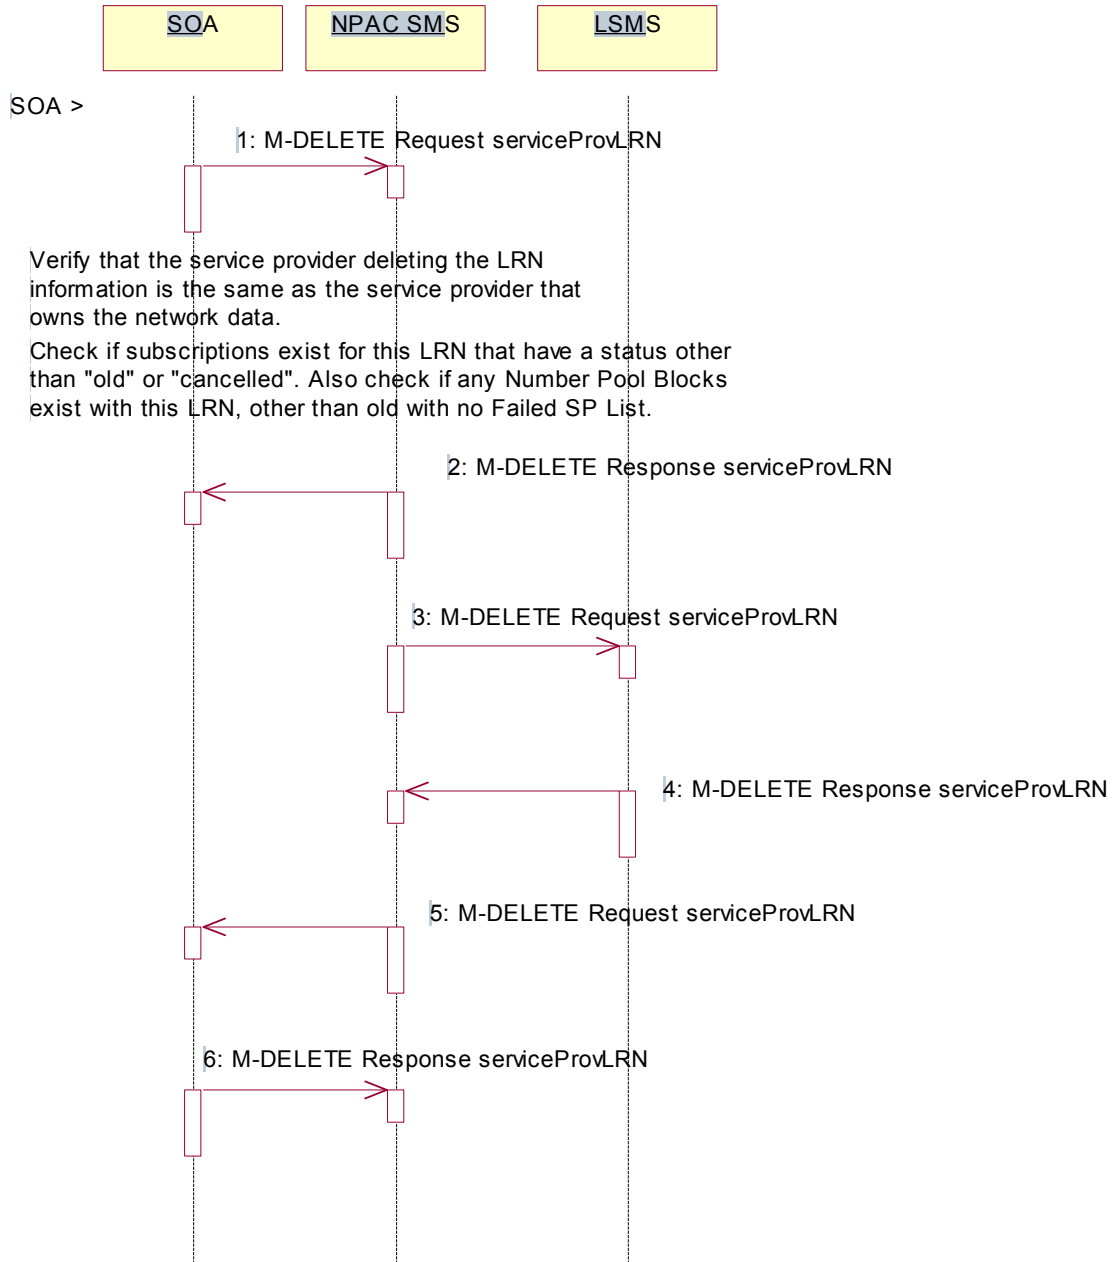 SOA
NPAC SMS
LSMS
SOA >
1: M-DELETE Request serviceProvLRN
Verify that the service provider deleting the LRN
information is the same as the service provider that
owns the network data.
Check if subscriptions exist for this LRN that have a status other
than "old" or "cancelled". Also check if any Number Pool Blocks
exist with this LRN, other than old with no Failed SP List.
2: M-DELETE Response serviceProvLRN
3: M-DELETE Request serviceProvLRN
4: M-DELETE Response serviceProvLRN
5: M-DELETE Request serviceProvLRN
6: M-DELETE Response serviceProvLRN